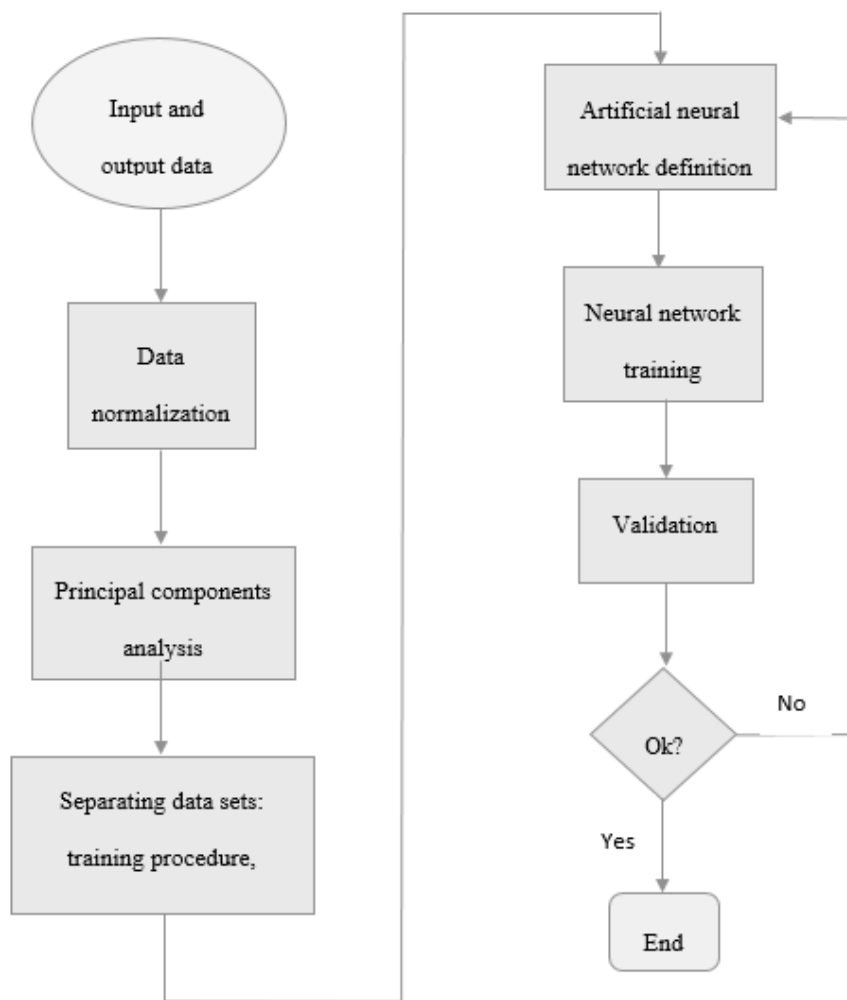 Input and
output data
Data
normalization
Principal components
analysis
Separating data sets:
training procedure,
Artificial neural
network definition
Neural network
training
Validation
Ok?
No
Yes
End